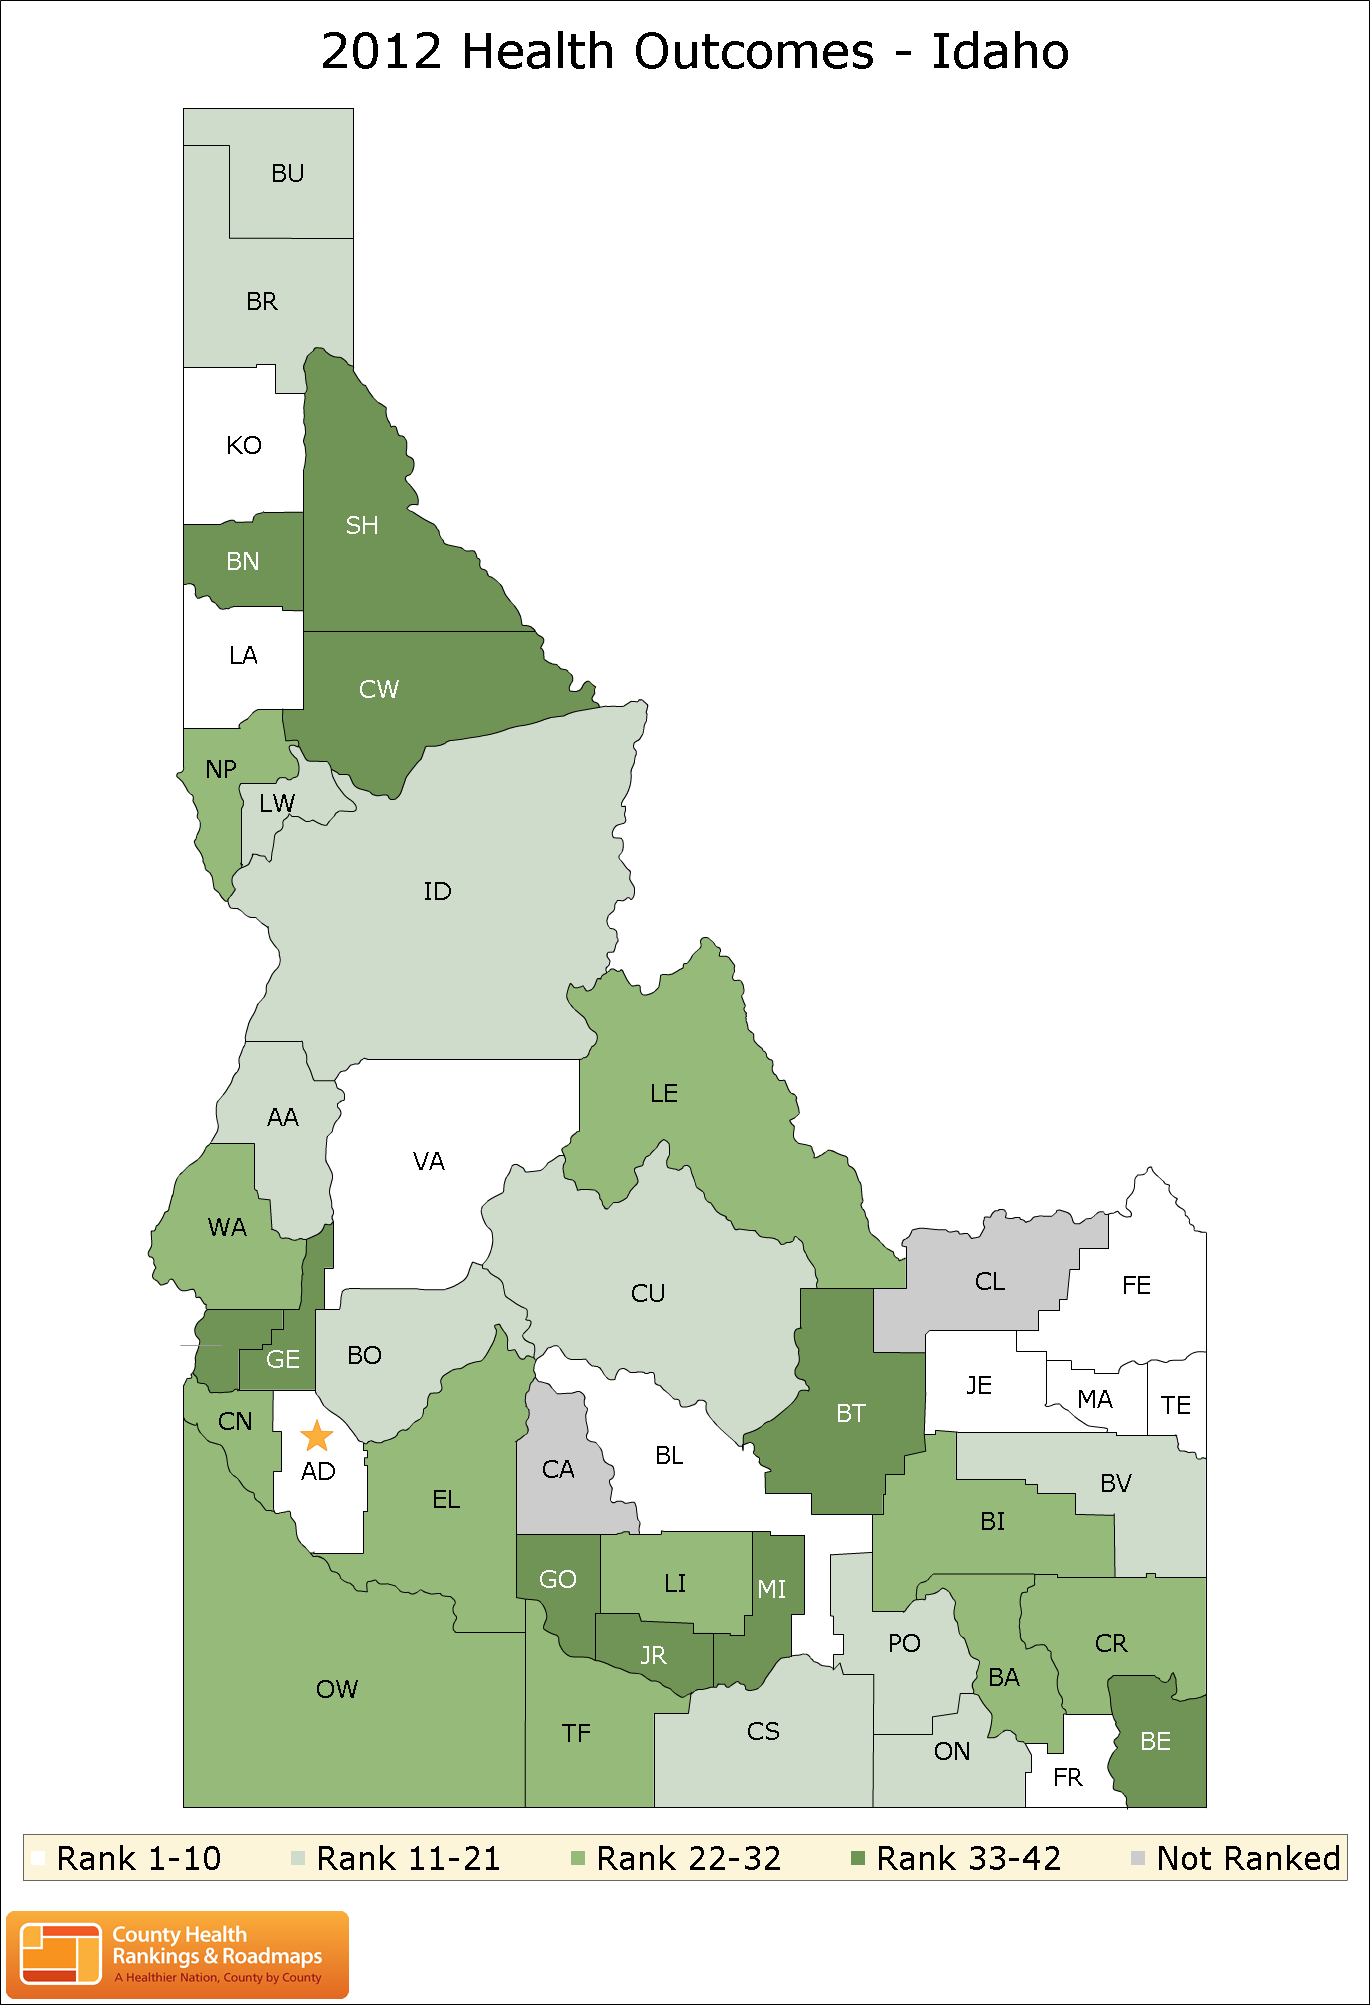 2012 Health Outcomes - Idaho
BU
BR
KO
SH
BN
LA
CW
NP
LW
ID
LE
AA
VA
WA
CU
CL
FE
GE
BO
JE
MA
TE
CN
BT
AD
BL
CA
BV
EL
BI
GO
LI
MI
JR
PO
CR
BA
OW
TF
CS
ON
BE
FR
Rank 1-10 Rank 11-21 Rank 22-32 Rank 33-42 Not Ranked
County Health
Rankings & Roadmaps
A Healthier Nation, County by County